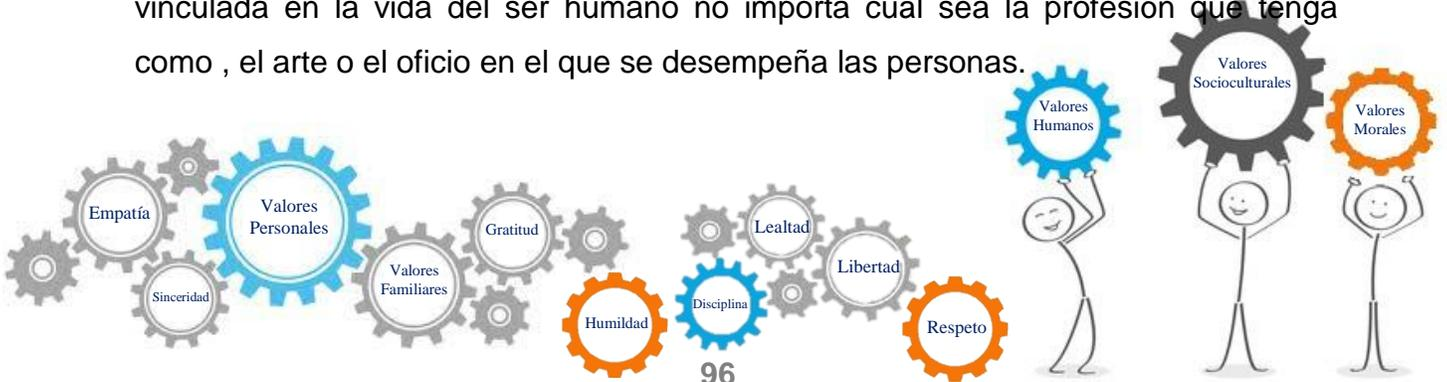 vinculada en la vida del ser humano no importa cual sea la profesión que tenga
como , el arte o el oficio en el que se desempeña las personas.
Valores
Humanos
Valores
Socioculturales
Valores
Morales
Empatía
Valores
Personales
Sinceridad
Valores
Familiares
Gratitud
Humildad
Disciplina
Lealtad
Libertad
Respeto
96